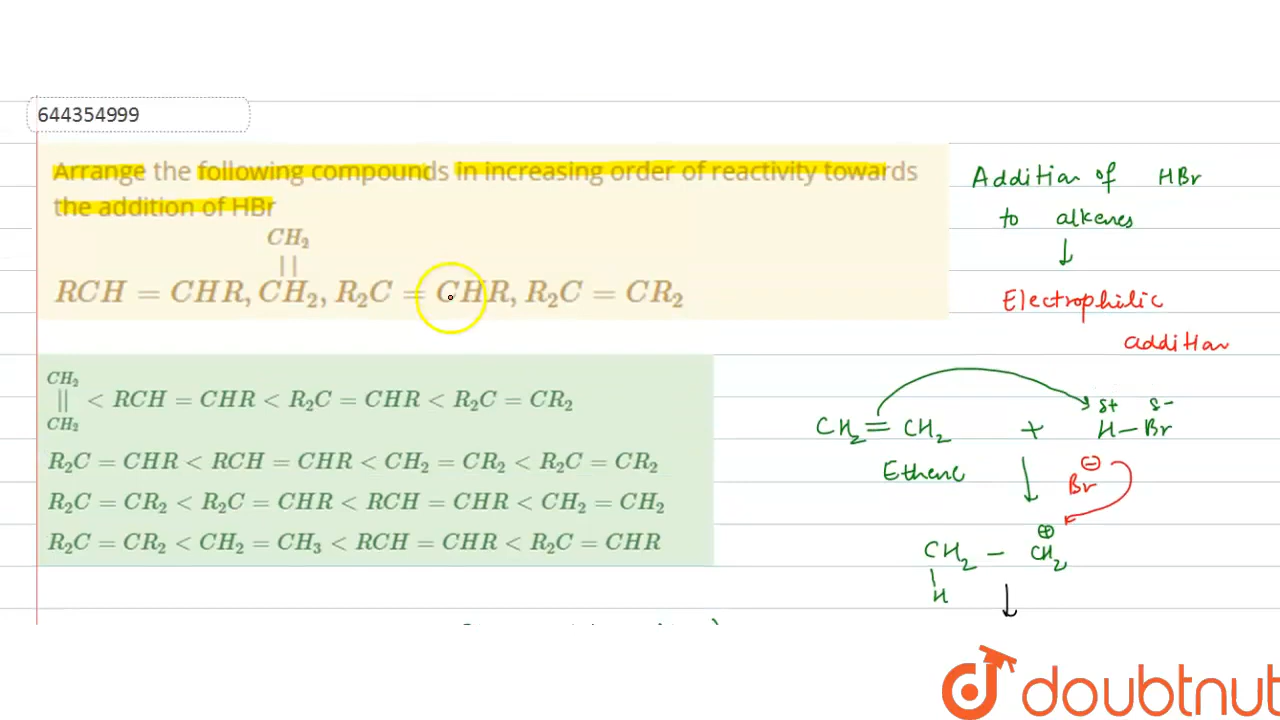 644354999
Arrange the following compounds in increasing order of reactivity towards
the addition of HBr
CH₂
||
RCH = CHR, CH₂, R₂C = CHR, R₂C = CR₂
CH₂
|| < RCH = CHR < R₂C = CHR < R₂C = CR₂
CH₂
R₂C = CHR < RCH = CHR < CH₂ = CR₂ < R₂C = CR₂
R₂C = CR₂ < R₂C = CHR < RCH = CHR < CH₂ = CH₂
R₂C = CR₂ < CH₂ = CH₃ < RCH = CHR < R₂C = CHR
Addition of HBr
to alkenes
↓
Electrophilic
addition
δ+ δ−
CH₂ = CH₂ + H − Br
Ethene
⊖
Br
⊕
CH₂ − CH₂
|
H
↓
doubtnut